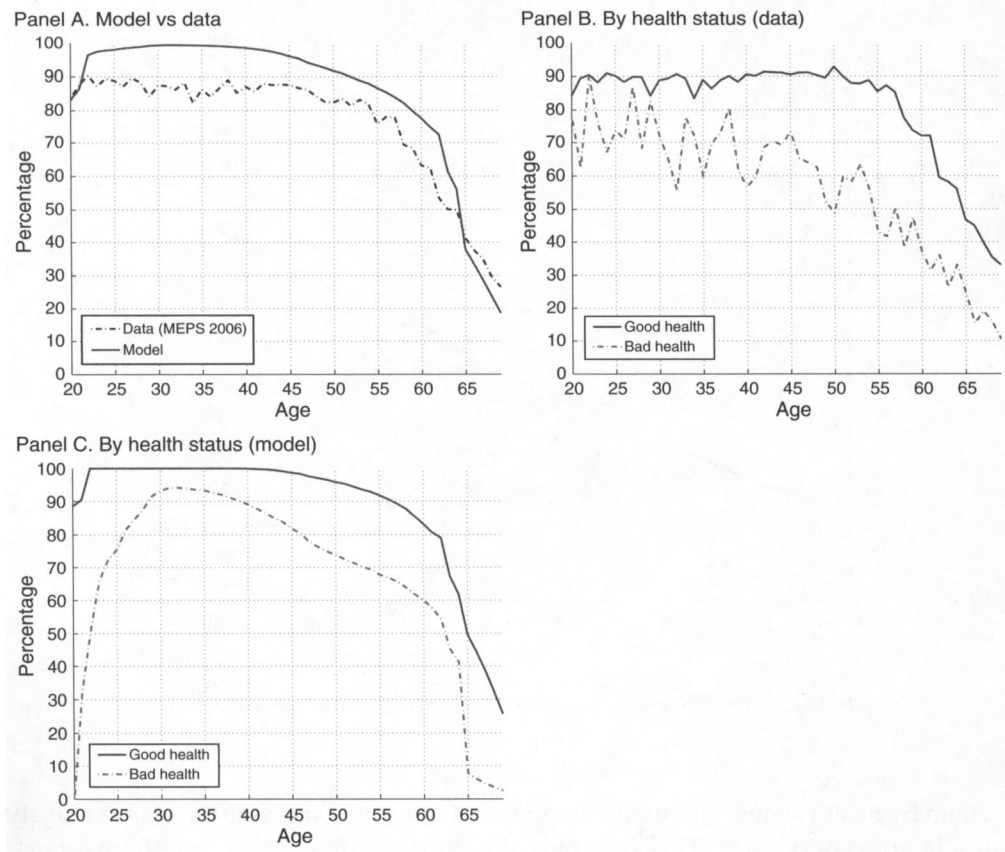 Panel A. Model vs data
Percentage
100
90
80
70
60
50
40
30
20
10
0
Data (MEPS 2006)
Model
20 25 30 35 40 45 50 55 60 65
Age
Panel B. By health status (data)
Percentage
100
90
80
70
60
50
40
30
20
10
0
Good health
Bad health
20 25 30 35 40 45 50 55 60 65
Age
Panel C. By health status (model)
Percentage
100
90
80
70
60
50
40
30
20
10
0
Good health
Bad health
20 25 30 35 40 45 50 55 60 65
Age